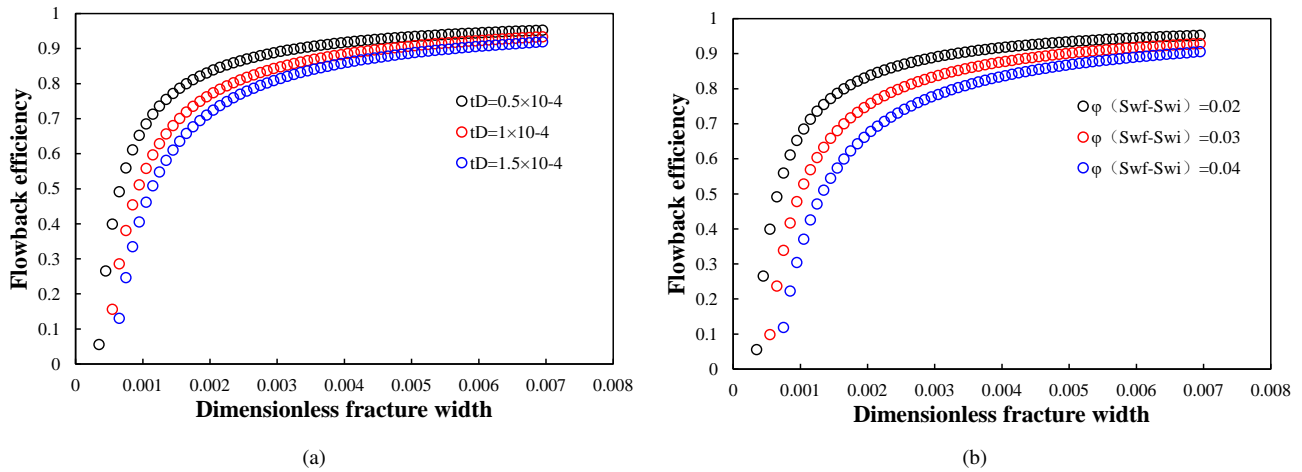 1
0.9
0.8
0.7
0.6
0.5
0.4
0.3
0.2
0.1
0
Flowback efficiency
tD=0.5×10-4
tD=1×10-4
tD=1.5×10-4
0 0.001 0.002 0.003 0.004 0.005 0.006 0.007 0.008
Dimensionless fracture width
(a)
1
0.9
0.8
0.7
0.6
0.5
0.4
0.3
0.2
0.1
0
Flowback efficiency
φ（Swf-Swi）=0.02
φ（Swf-Swi）=0.03
φ（Swf-Swi）=0.04
0 0.001 0.002 0.003 0.004 0.005 0.006 0.007 0.008
Dimensionless fracture width
(b)